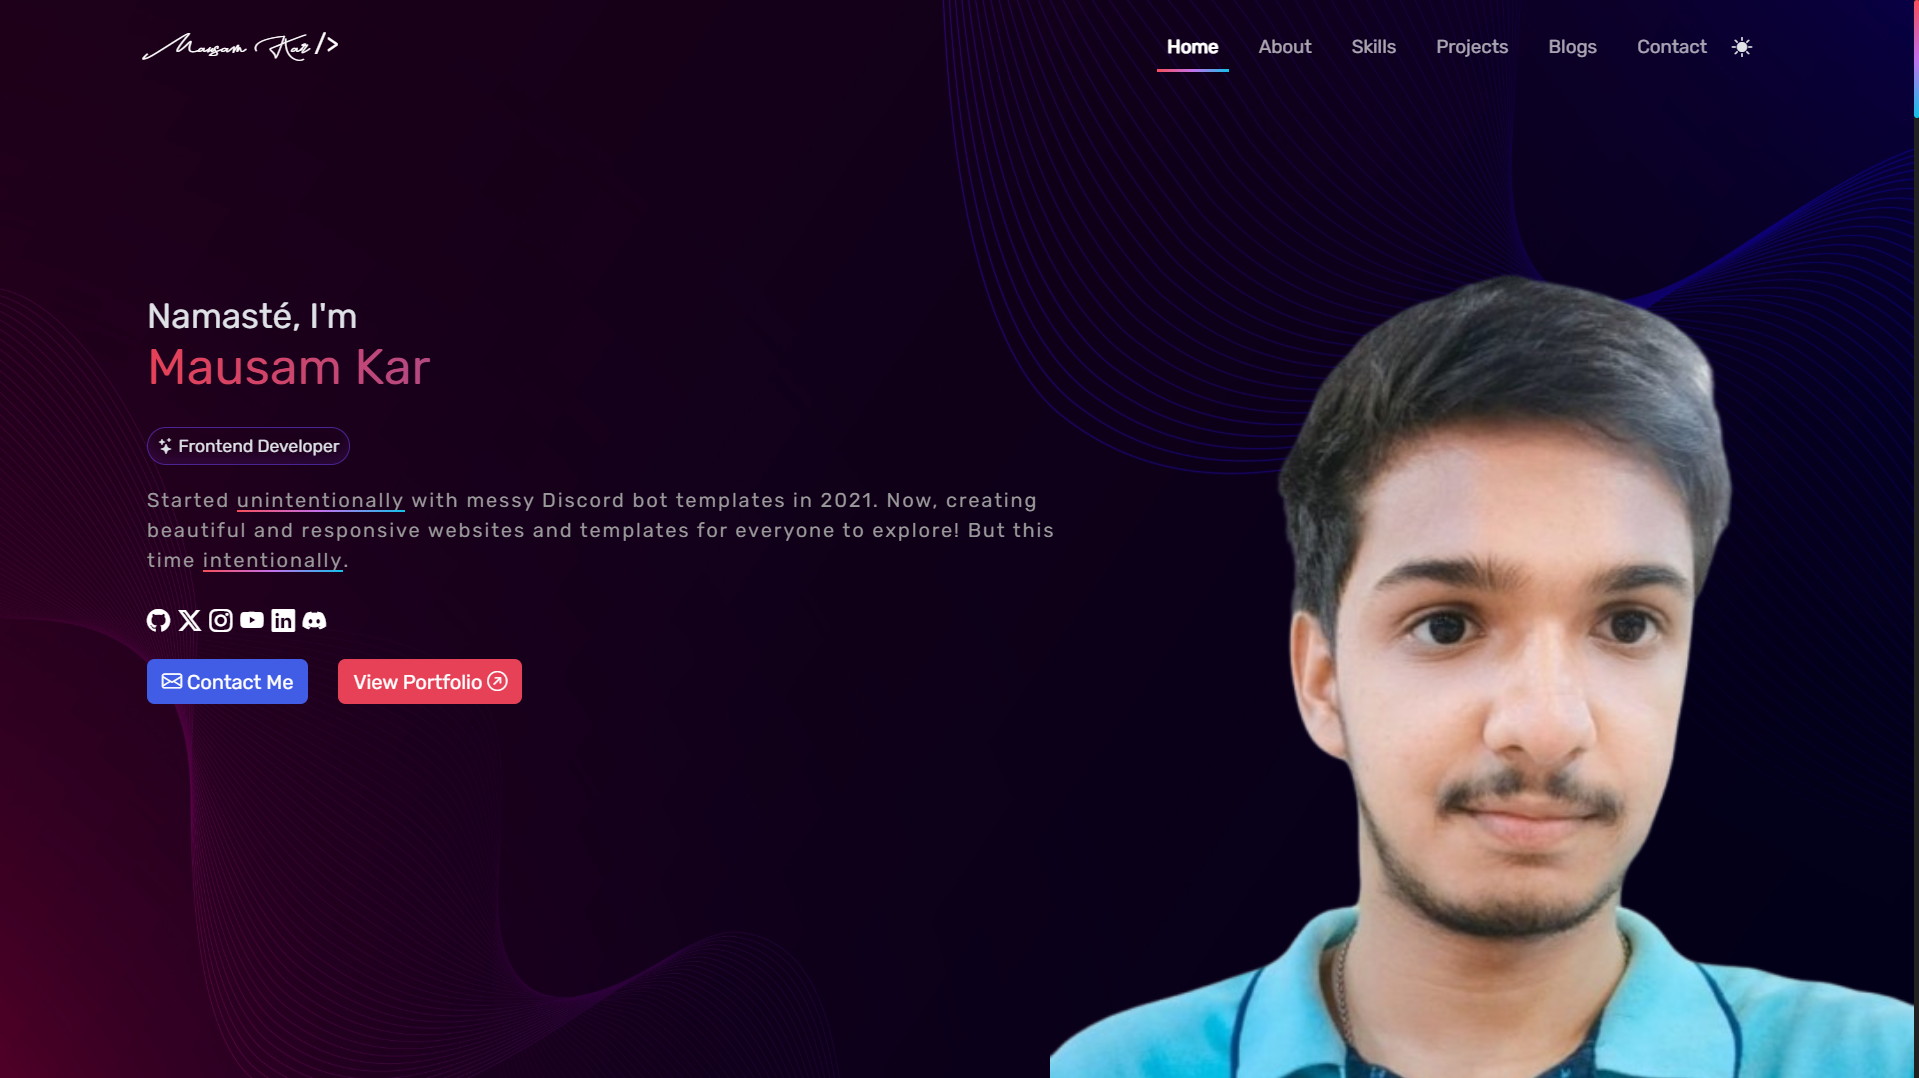 Mausam Kar />
Home About Skills Projects Blogs Contact
Namasté, I'm
Mausam Kar
Frontend Developer
Started unintentionally with messy Discord bot templates in 2021. Now, creating
beautiful and responsive websites and templates for everyone to explore! But this
time intentionally.
Contact Me View Portfolio